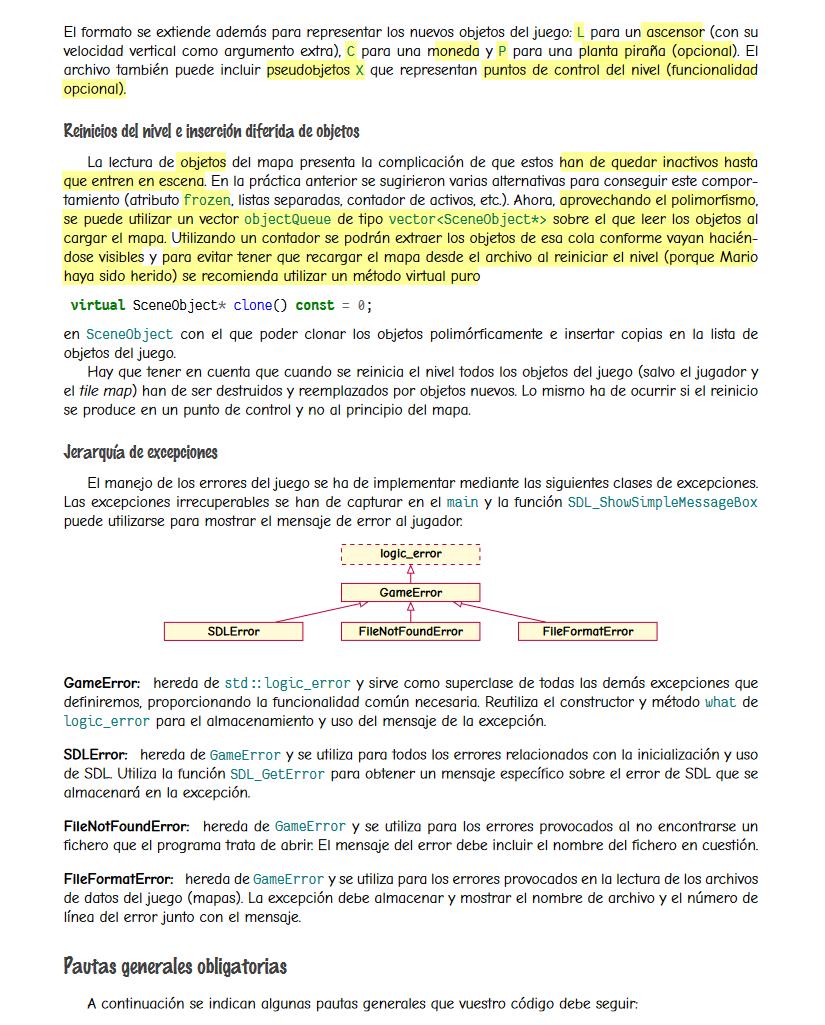 El formato se extiende además para representar los nuevos objetos del juego: L para un ascensor (con su
velocidad vertical como argumento extra), C para una moneda y P para una planta piraña (opcional). El
archivo también puede incluir pseudobjetos X que representan puntos de control del nivel (funcionalidad
opcional).
Reinicios del nivel e inserción diferida de objetos
La lectura de objetos del mapa presenta la complicación de que estos han de quedar inactivos hasta
que entren en escena. En la práctica anterior se sugirieron varias alternativas para conseguir este compor-
tamiento (atributo frozen, listas separadas, contador de activos, etc.). Ahora, aprovechando el polimorfismo,
se puede utilizar un vector objectQueue de tipo vector<SceneObject*> sobre el que leer los objetos al
cargar el mapa. Utilizando un contador se podrán extraer los objetos de esa cola conforme vayan hacién-
dose visibles y para evitar tener que recargar el mapa desde el archivo al reiniciar el nivel (porque Mario
haya sido herido) se recomienda utilizar un método virtual puro
virtual SceneObject* clone() const = 0;
en SceneObject con el que poder clonar los objetos polimórficamente e insertar copias en la lista de
objetos del juego.
Hay que tener en cuenta que cuando se reinicia el nivel todos los objetos del juego (salvo el jugador y
el tile map) han de ser destruidos y reemplazados por objetos nuevos. Lo mismo ha de ocurrir si el reinicio
se produce en un punto de control y no al principio del mapa.
Jerarquía de excepciones
El manejo de los errores del juego se ha de implementar mediante las siguientes clases de excepciones.
Las excepciones irrecuperables se han de capturar en el main y la función SDL_ShowSimpleMessageBox
puede utilizarse para mostrar el mensaje de error al jugador.
logic_error
GameError
SDLError FileNotFoundError FileFormatError
GameError: hereda de std::logic_error y sirve como superclase de todas las demás excepciones que
definiremos, proporcionando la funcionalidad común necesaria. Reutiliza el constructor y método what de
logic_error para el almacenamiento y uso del mensaje de la excepción.
SDLError: hereda de GameError y se utiliza para todos los errores relacionados con la inicialización y uso
de SDL. Utiliza la función SDL_GetError para obtener un mensaje específico sobre el error de SDL que se
almacenará en la excepción.
FileNotFoundError: hereda de GameError y se utiliza para los errores provocados al no encontrarse un
fichero que el programa trata de abrir. El mensaje del error debe incluir el nombre del fichero en cuestión.
FileFormatError: hereda de GameError y se utiliza para los errores provocados en la lectura de los archivos
de datos del juego (mapas). La excepción debe almacenar y mostrar el nombre de archivo y el número de
línea del error junto con el mensaje.
Pautas generales obligatorias
A continuación se indican algunas pautas generales que vuestro código debe seguir: